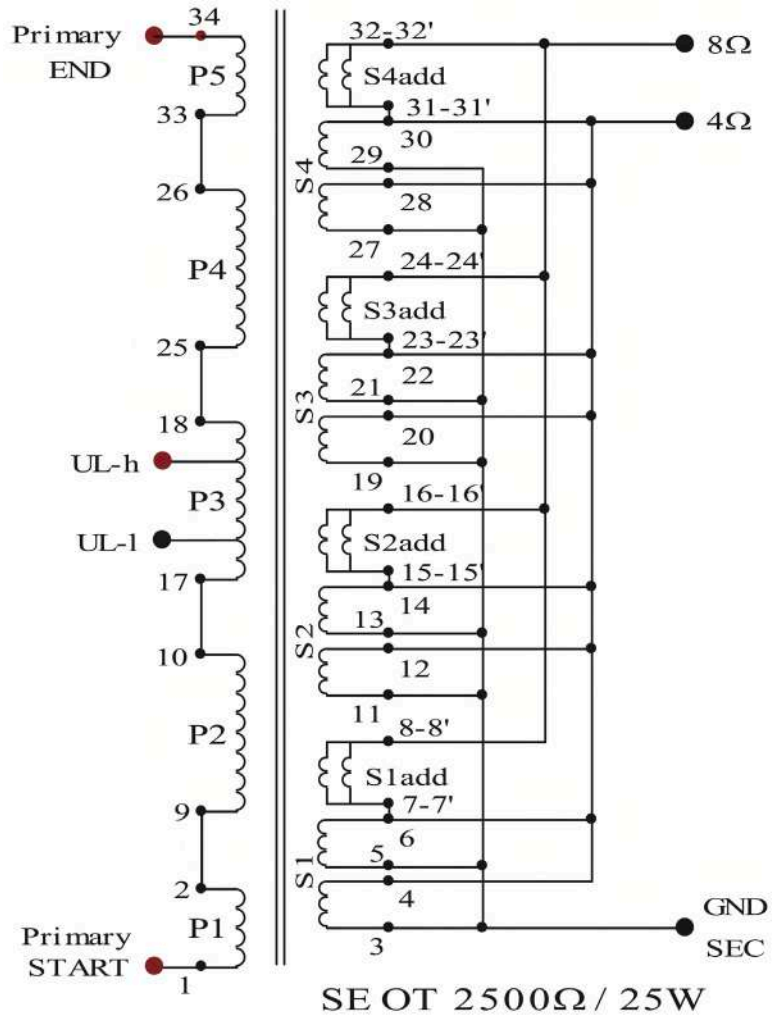 34
Primary
END
P5
33
26
P4
25
18
UL-h
P3
UL-l
17
10
P2
9
2
P1
Primary
START
1
32-32'
8Ω
S4add
31-31'
4Ω
30
29
S4
28
27
24-24'
S3add
23-23'
22
21
S3
20
19
16-16'
S2add
15-15'
14
13
S2
12
11
8-8'
S1add
7-7'
6
5
S1
4
3
GND
SEC
SE OT 2500Ω / 25W